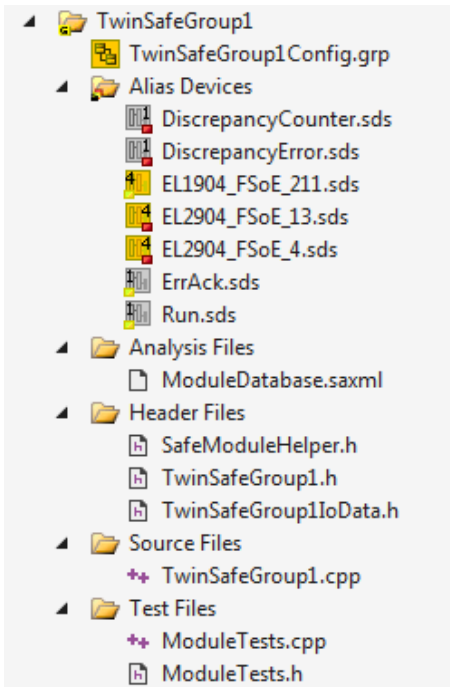 TwinSafeGroup1
TwinSafeGroup1Config.grp
Alias Devices
DiscrepancyCounter.sds
DiscrepancyError.sds
EL1904_FSoE_211.sds
EL2904_FSoE_13.sds
EL2904_FSoE_4.sds
ErrAck.sds
Run.sds
Analysis Files
ModuleDatabase.saxml
Header Files
SafeModuleHelper.h
TwinSafeGroup1.h
TwinSafeGroup1IoData.h
Source Files
TwinSafeGroup1.cpp
Test Files
ModuleTests.cpp
ModuleTests.h